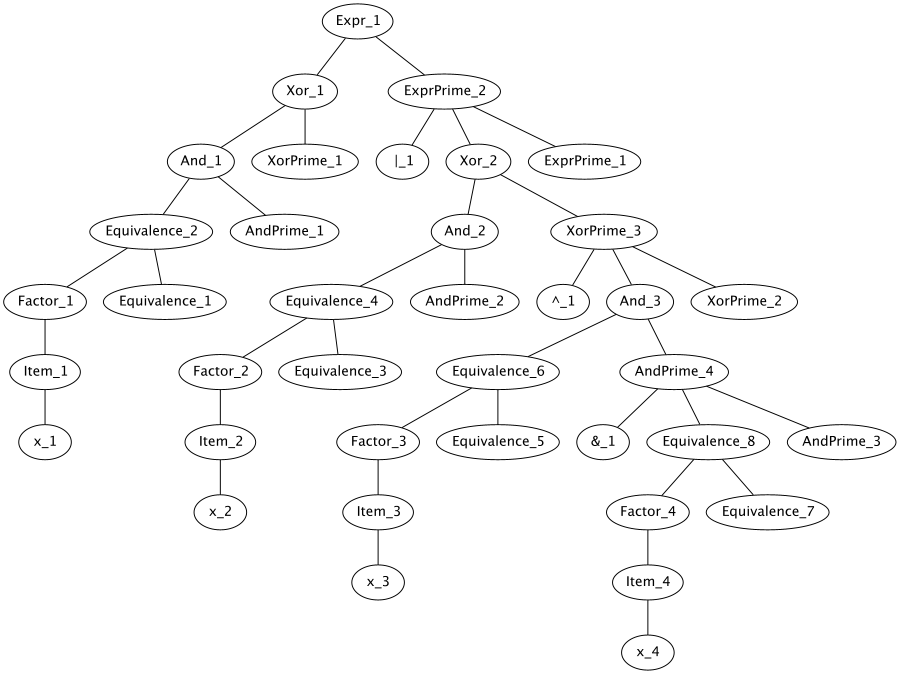 Expr_1
Xor_1 ExprPrime_2
And_1 XorPrime_1 |_1 Xor_2 ExprPrime_1
Equivalence_2 AndPrime_1 And_2 XorPrime_3
Factor_1 Equivalence_1 Equivalence_4 AndPrime_2 ^_1 And_3 XorPrime_2
Item_1 Factor_2 Equivalence_3 Equivalence_6 AndPrime_4
x_1 Item_2 Factor_3 Equivalence_5 &_1 Equivalence_8 AndPrime_3
x_2 Item_3 Factor_4 Equivalence_7
x_3 Item_4
x_4